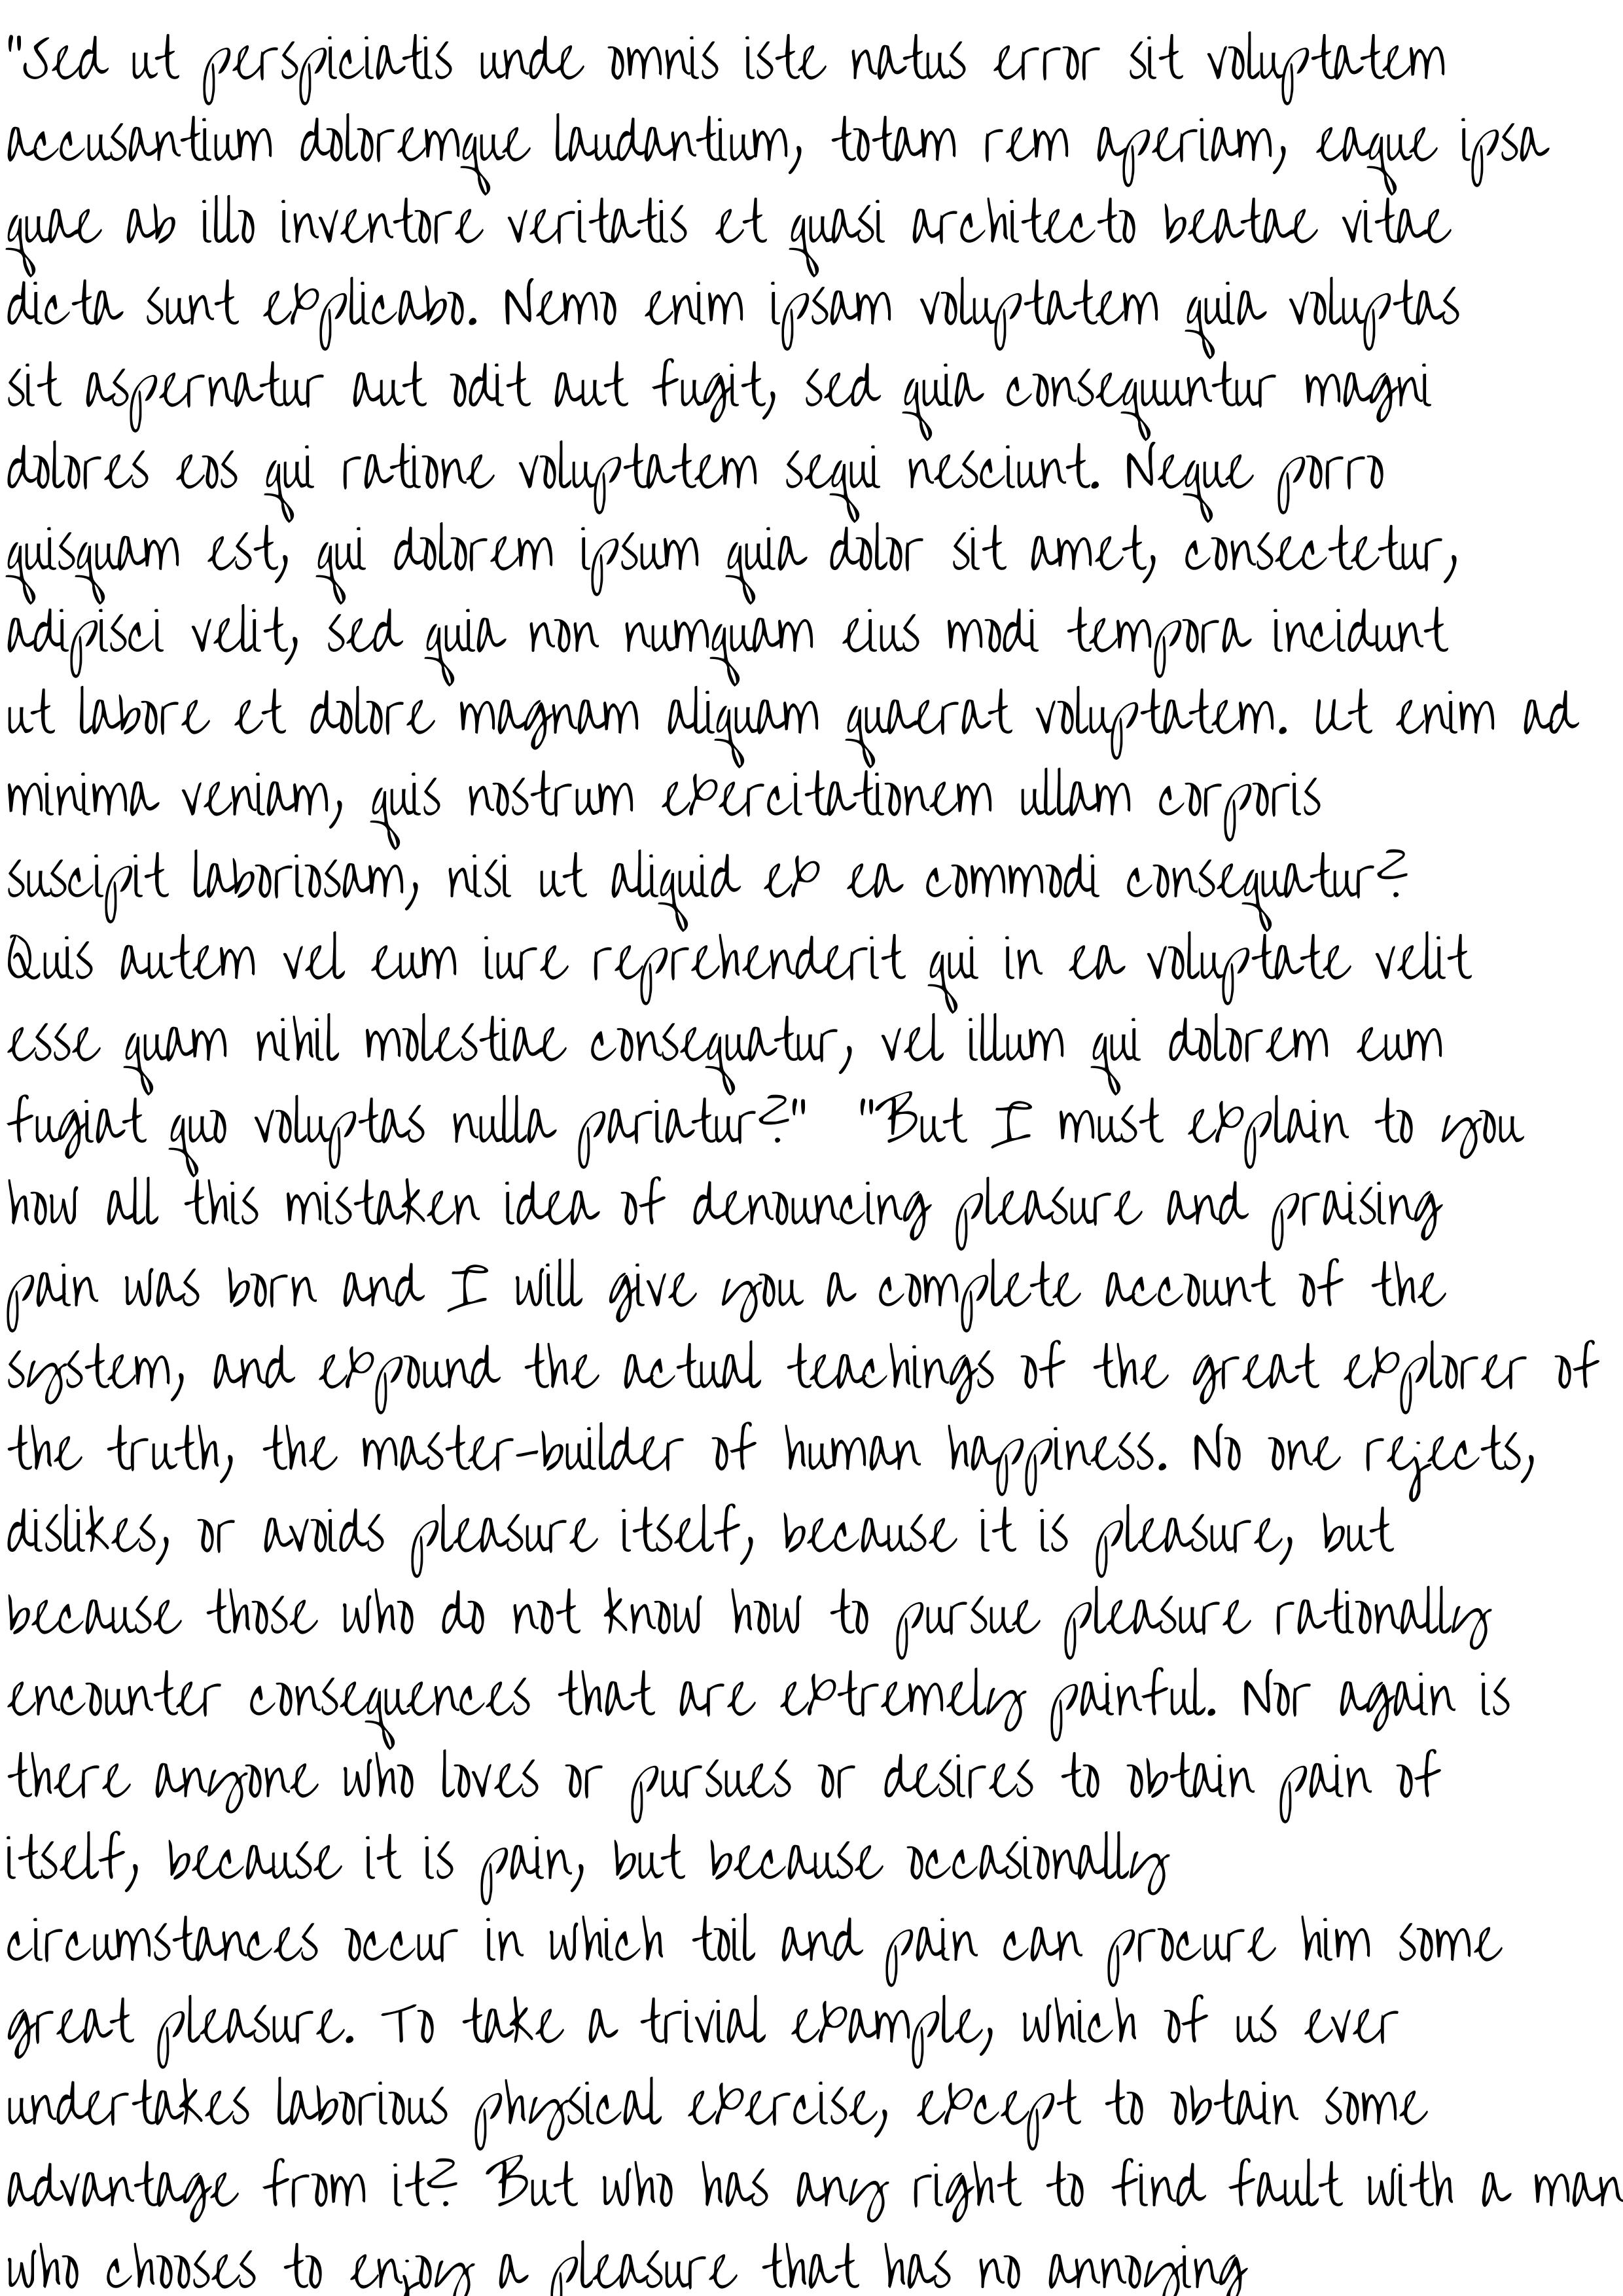 "Sed ut perspiciatis unde omnis iste natus error sit voluptatem
accusantium doloremque laudantium, totam rem aperiam, eaque ipsa
quae ab illo inventore veritatis et quasi architecto beatae vitae
dicta sunt explicabo. Nemo enim ipsam voluptatem quia voluptas
sit aspernatur aut odit aut fugit, sed quia consequuntur magni
dolores eos qui ratione voluptatem sequi nesciunt. Neque porro
quisquam est, qui dolorem ipsum quia dolor sit amet, consectetur,
adipisci velit, sed quia non numquam eius modi tempora incidunt
ut labore et dolore magnam aliquam quaerat voluptatem. Ut enim ad
minima veniam, quis nostrum exercitationem ullam corporis
suscipit laboriosam, nisi ut aliquid ex ea commodi consequatur?
Quis autem vel eum iure reprehenderit qui in ea voluptate velit
esse quam nihil molestiae consequatur, vel illum qui dolorem eum
fugiat quo voluptas nulla pariatur?" "But I must explain to you
how all this mistaken idea of denouncing pleasure and praising
pain was born and I will give you a complete account of the
system, and expound the actual teachings of the great explorer of
the truth, the master-builder of human happiness. No one rejects,
dislikes, or avoids pleasure itself, because it is pleasure, but
because those who do not know how to pursue pleasure rationally
encounter consequences that are extremely painful. Nor again is
there anyone who loves or pursues or desires to obtain pain of
itself, because it is pain, but because occasionally
circumstances occur in which toil and pain can procure him some
great pleasure. To take a trivial example, which of us ever
undertakes laborious physical exercise, except to obtain some
advantage from it? But who has any right to find fault with a man
who chooses to enjoy a pleasure that has no annoying